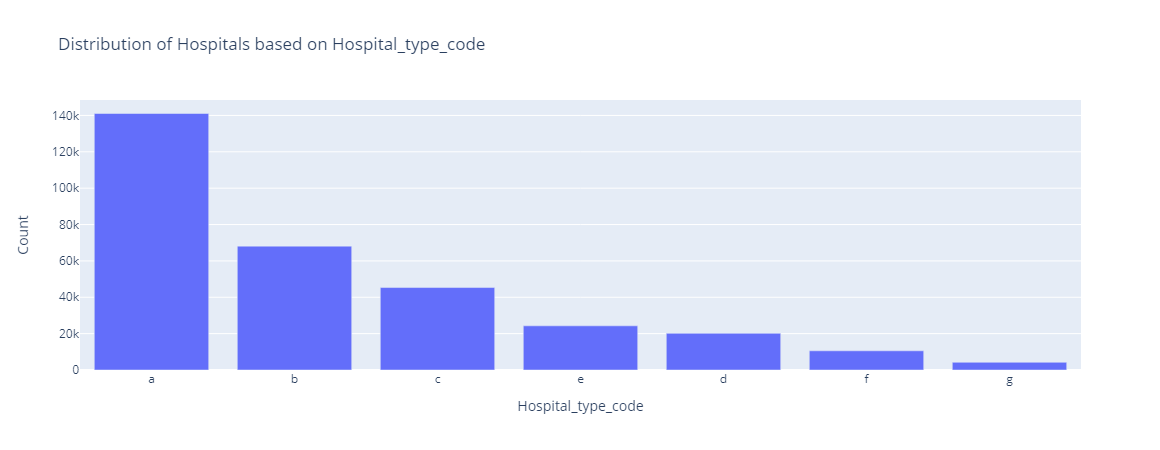 Distribution of Hospitals based on Hospital_type_code
140k
120k
100k
80k
60k
40k
20k
0
Count
a b c e d f g
Hospital_type_code